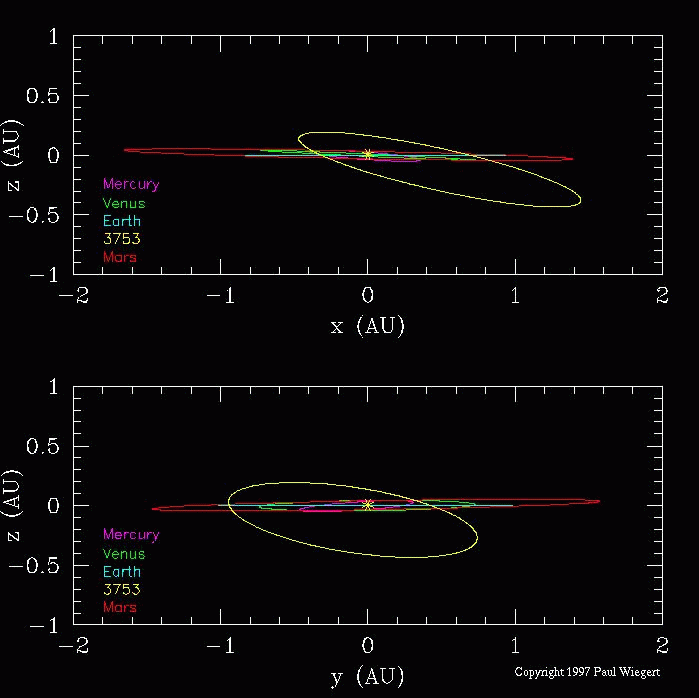 1
0.5
0
−0.5
−1
z (AU)
Mercury
Venus
Earth
3753
Mars
−2 −1 0 1 2
x (AU)
1
0.5
0
−0.5
−1
z (AU)
Mercury
Venus
Earth
3753
Mars
−2 −1 0 1 2
y (AU)
Copyright 1997 Paul Wiegert